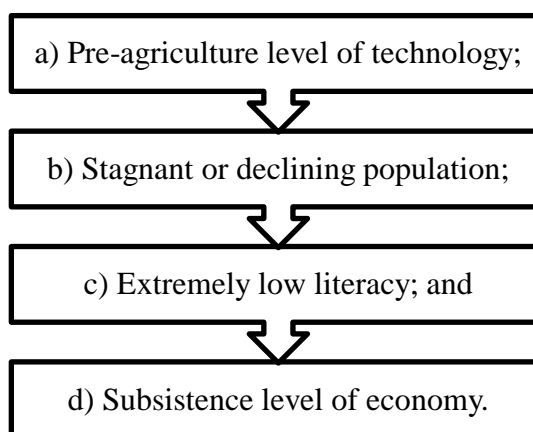 a) Pre-agriculture level of technology;
b) Stagnant or declining population;
c) Extremely low literacy; and
d) Subsistence level of economy.